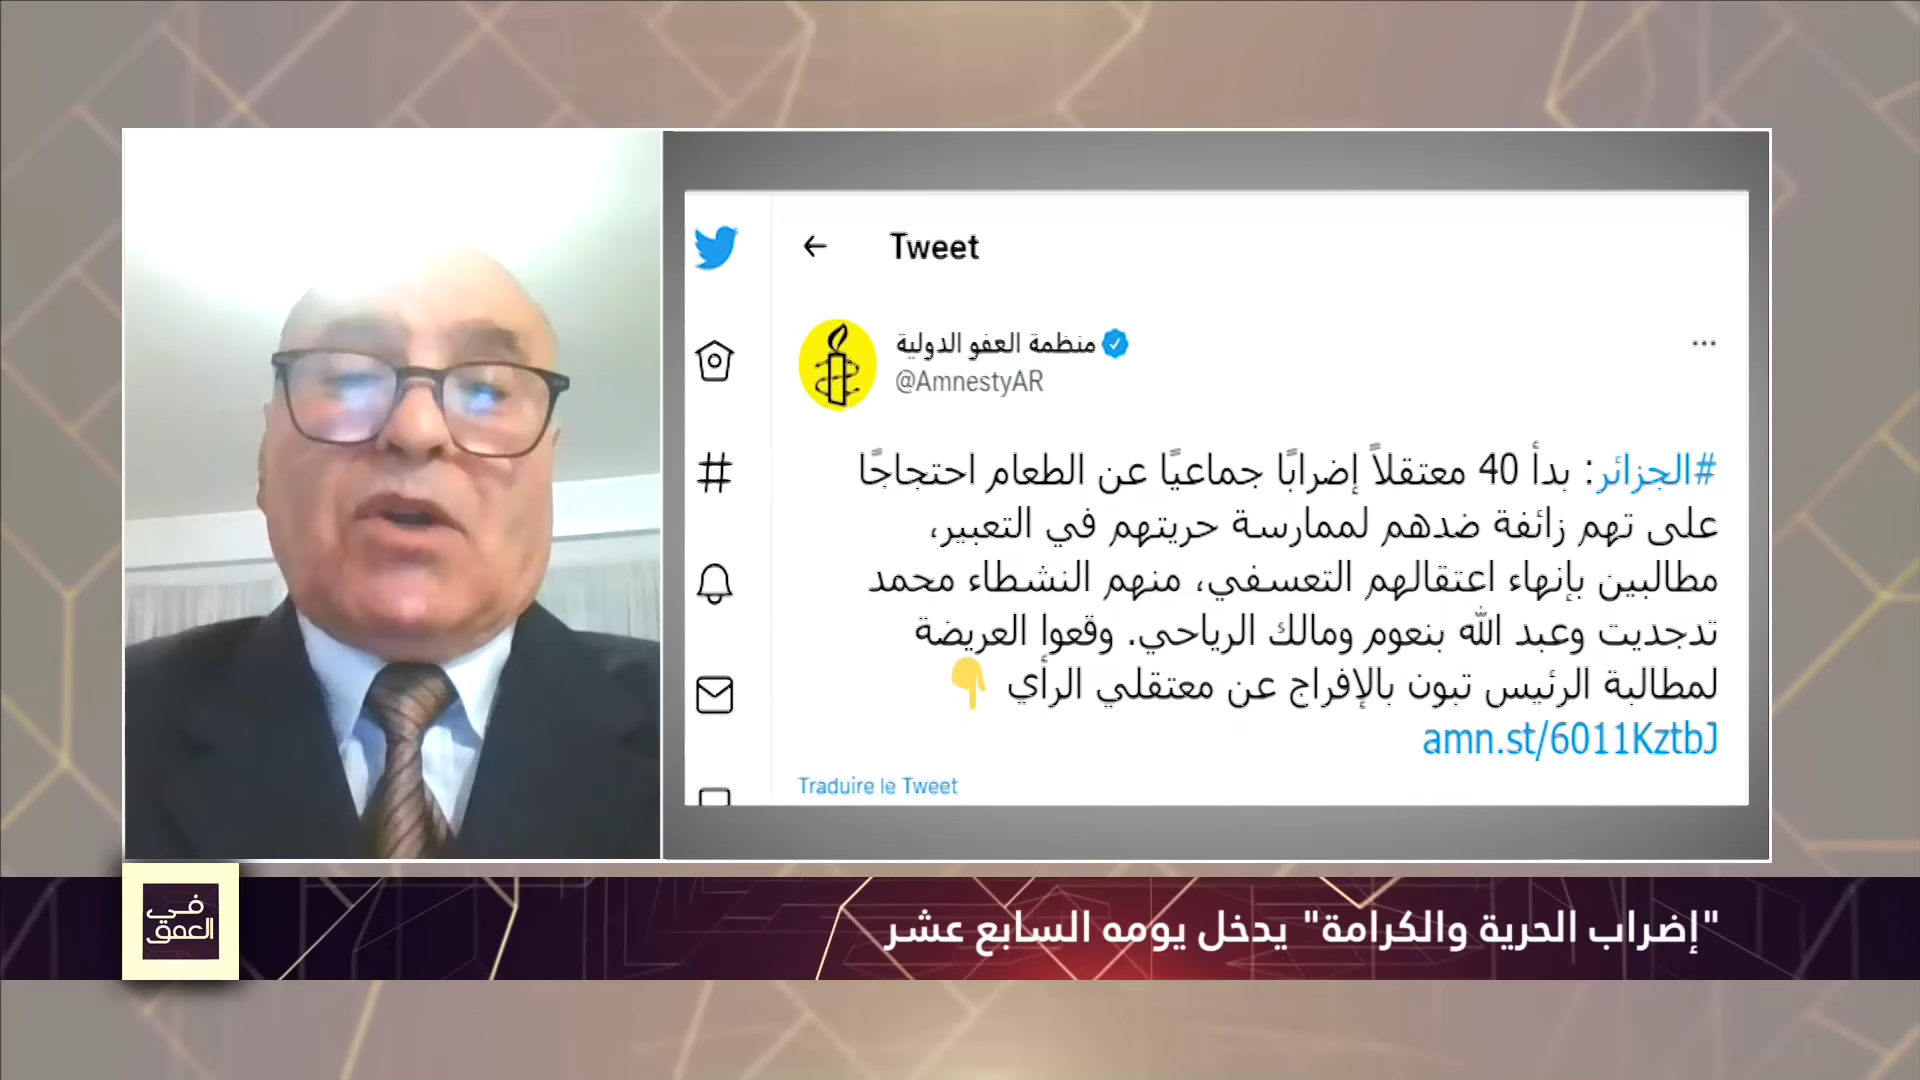 Tweet
منظمة العفو الدولية
@AmnestyAR
#الجزائر: بدأ 40 معتقلاً إضرابًا جماعيًا عن الطعام احتجاجًا
على تهم زائفة ضدهم لممارسة حريتهم في التعبير،
مطالبين بإنهاء اعتقالهم التعسفي، منهم النشطاء محمد
تدجديت وعبد الله بنعوم ومالك الرياحي. وقعوا العريضة
لمطالبة الرئيس تبون بالإفراج عن معتقلي الرأي 👇
amn.st/6011KztbJ
Traduire le Tweet
في
العمق
"إضراب الحرية والكرامة" يدخل يومه السابع عشر